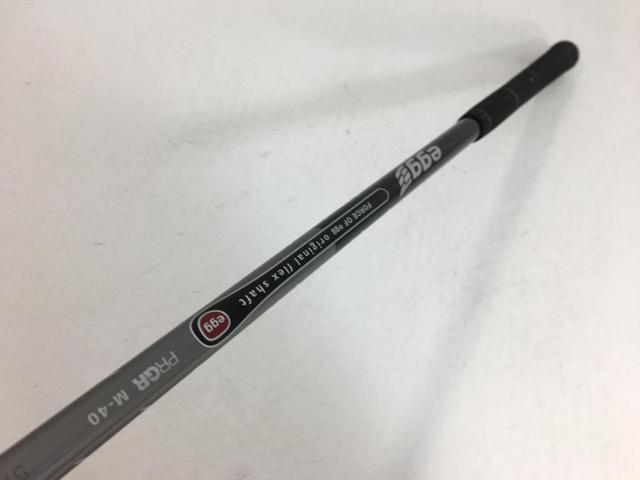 egg
FORCE OF egg original flex shaft
egg
PRGR M-40